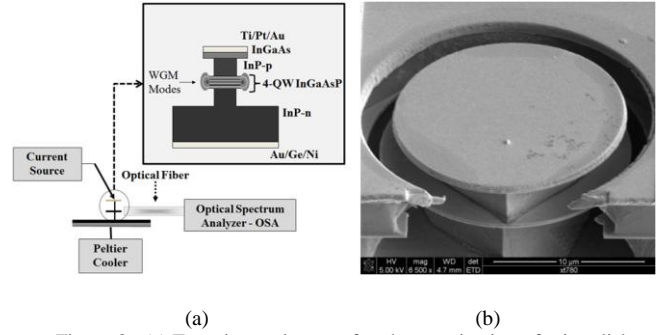 (a)
Ti/Pt/Au
InGaAs
InP-p
WGM
Modes
4-QW InGaAsP
InP-n
Au/Ge/Ni
Current
Source
Optical Fiber
Optical Spectrum
Analyzer - OSA
Peltier
Cooler
(b)
HV mag WD det 10 μm
5.00 kV 6 500 x 4.7 mm ETD xt780
(a) (b)